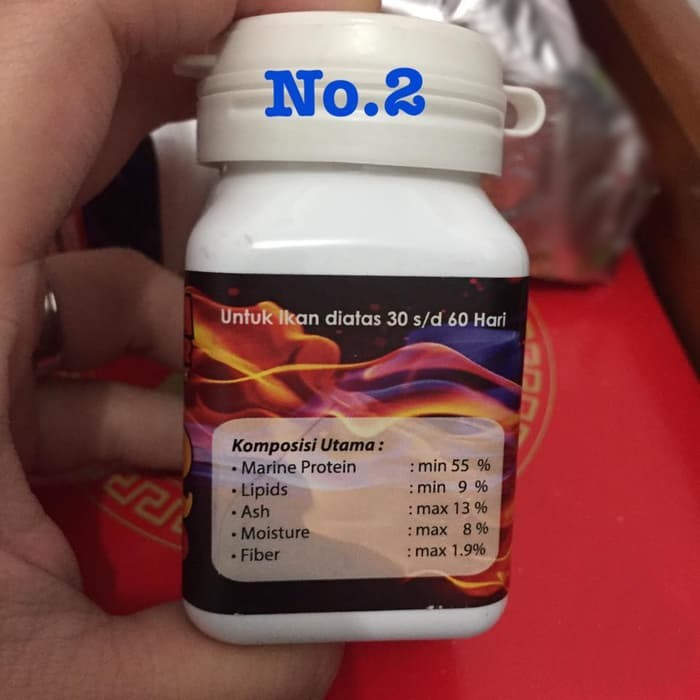 No.2
Untuk Ikan diatas 30 s/d 60 Hari
Komposisi Utama :
• Marine Protein : min 55 %
• Lipids : min 9 %
• Ash : max 13 %
• Moisture : max 8 %
• Fiber : max 1.9%